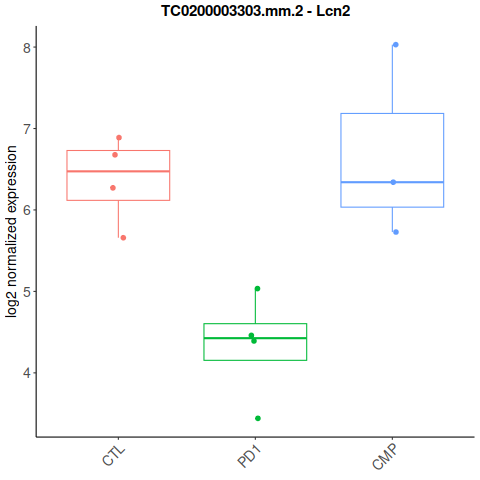 TC0200003303.mm.2 - Lcn2
log2 normalized expression
8
7
6
5
4
CTL
PD1
CMP